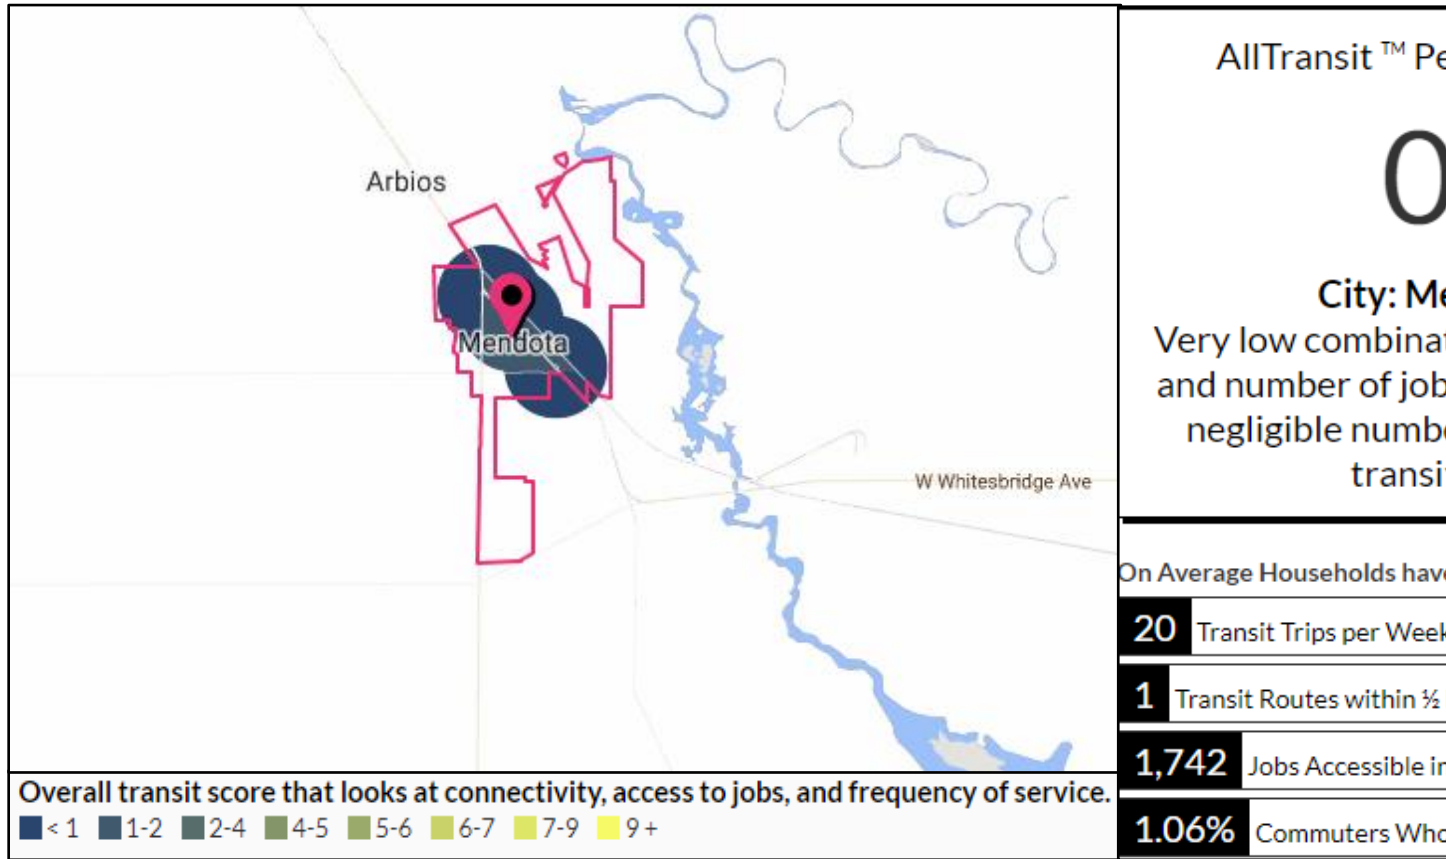 Arbios
Mendota
W Whitesbridge Ave
Overall transit score that looks at connectivity, access to jobs, and frequency of service.
< 1 1-2 2-4 4-5 5-6 6-7 7-9 9 +
AllTransit ™ Pe
0
City: Me
Very low combinat
and number of job
negligible numbe
transi
On Average Households have
20 Transit Trips per Week
1 Transit Routes within ½
1,742 Jobs Accessible in
1.06% Commuters Who